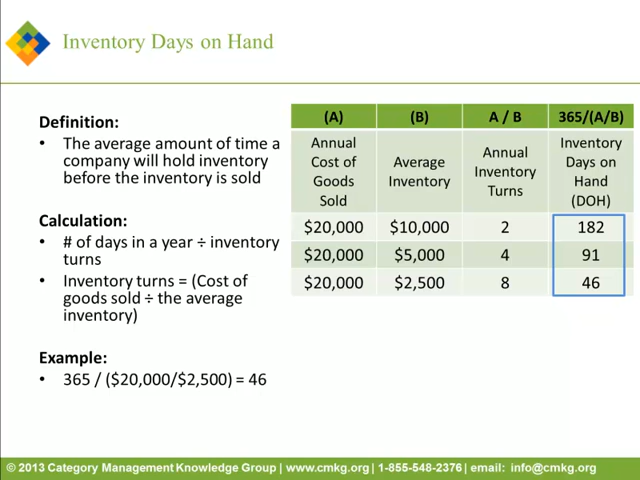 Inventory Days on Hand
Definition:
• The average amount of time a
company will hold inventory
before the inventory is sold
Calculation:
• # of days in a year ÷ inventory
turns
• Inventory turns = (Cost of
goods sold ÷ the average
inventory)
Example:
• 365 / ($20,000/$2,500) = 46
(A) (B) A / B 365/(A/B)
Annual
Cost of
Goods
Sold
Average
Inventory
Annual
Inventory
Turns
Inventory
Days on
Hand
(DOH)
$20,000 $10,000 2 182
$20,000 $5,000 4 91
$20,000 $2,500 8 46
© 2013 Category Management Knowledge Group | www.cmkg.org | 1-855-548-2376 | email: info@cmkg.org